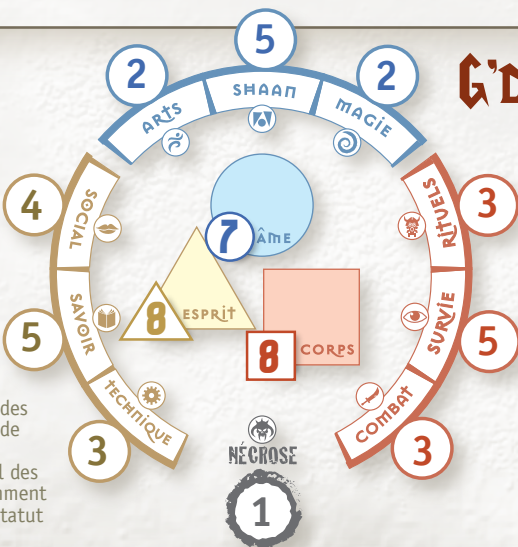 5
2
2
SHAAN
ARTS
MAGIE
G'D
4
SOCIAL
RITUELS
3
7
ÂME
SAVOIR
5
8
ESPRIT
8
CORPS
SURVIE
5
TECHNIQUE
3
COMBAT
3
des
de
l des
ment
tatut
NÉCROSE
1